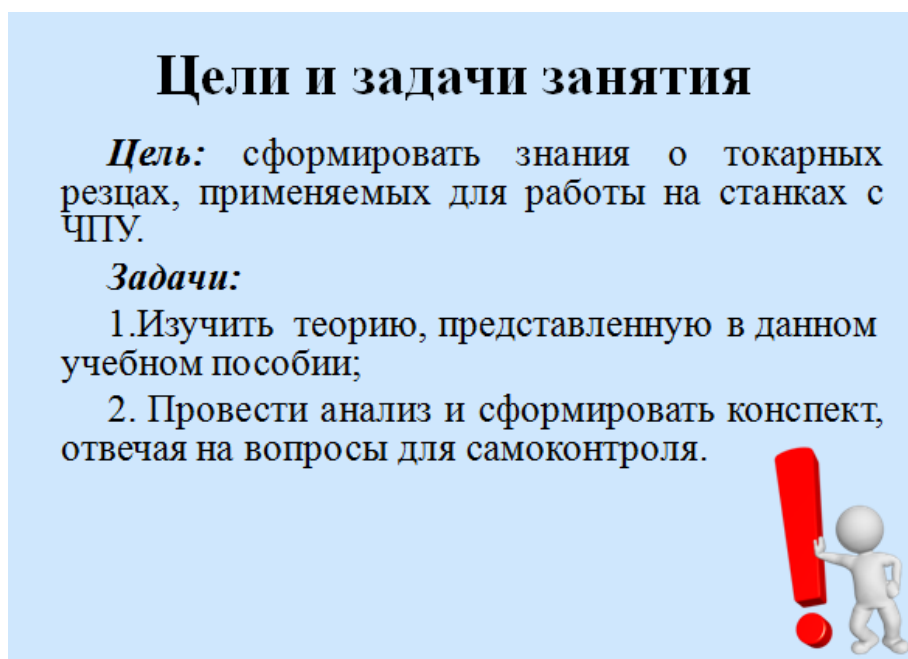 Цели и задачи занятия
Цель: сформировать знания о токарных
резцах, применяемых для работы на станках с
ЧПУ.
Задачи:
1.Изучить теорию, представленную в данном
учебном пособии;
2. Провести анализ и сформировать конспект,
отвечая на вопросы для самоконтроля.